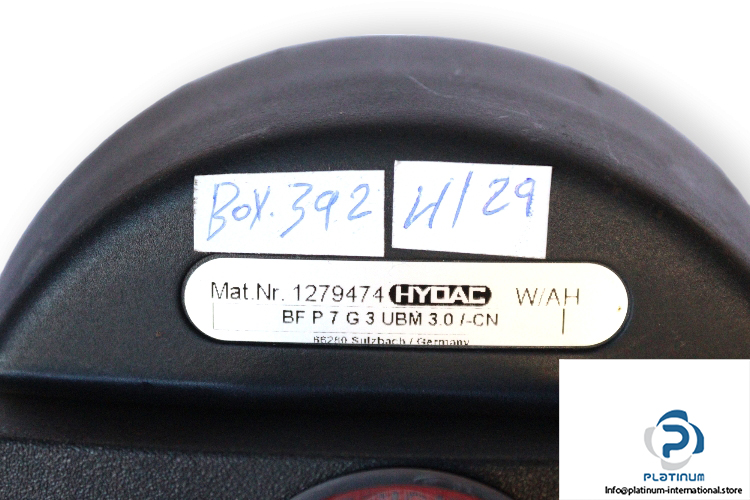 Box.392
H/29
Mat.Nr. 1279474 HYDAC W/AH
BF P 7 G 3 UBM 3.0 /-CN
66280 Sulzbach / Germany
PLATINUM
Info@platinum-international.store